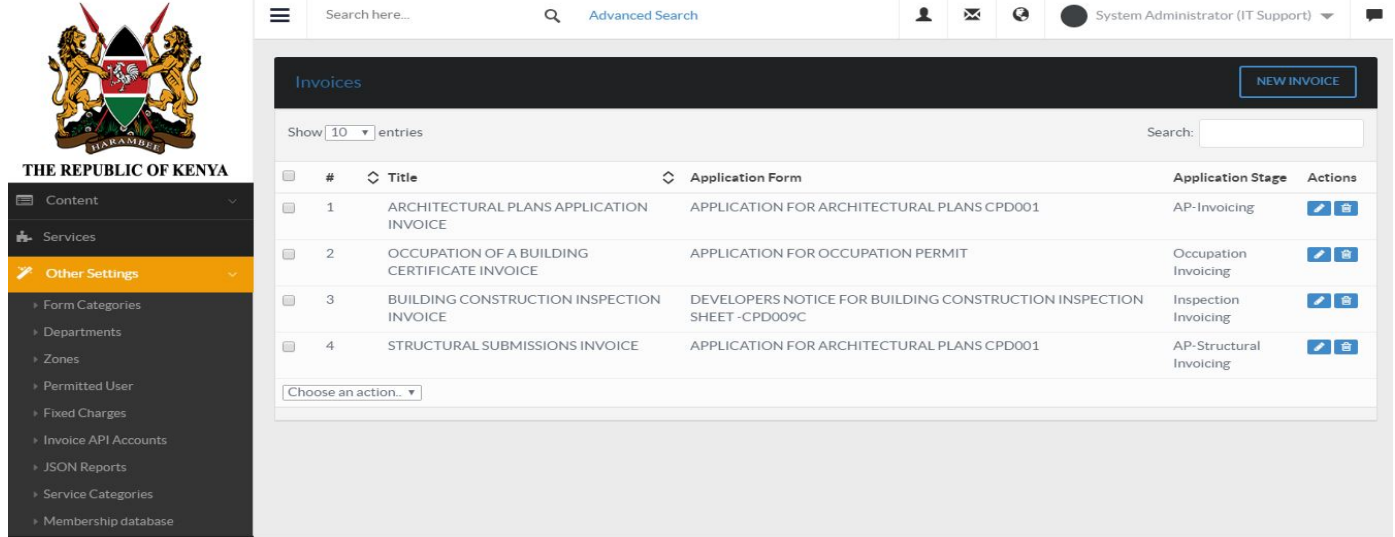 Search here...
Advanced Search
System Administrator (IT Support)
HARAMBEE
THE REPUBLIC OF KENYA
Content
Services
Other Settings
Form Categories
Departments
Zones
Permitted User
Fixed Charges
Invoice API Accounts
JSON Reports
Service Categories
Membership database
Invoices
NEW INVOICE
Show 10 entries
Search:
# Title Application Form Application Stage Actions
1 ARCHITECTURAL PLANS APPLICATION APPLICATION FOR ARCHITECTURAL PLANS CPD001 AP-Invoicing
INVOICE
2 OCCUPATION OF A BUILDING APPLICATION FOR OCCUPATION PERMIT Occupation
CERTIFICATE INVOICE Invoicing
3 BUILDING CONSTRUCTION INSPECTION DEVELOPERS NOTICE FOR BUILDING CONSTRUCTION INSPECTION Inspection
INVOICE SHEET -CPD009C Invoicing
4 STRUCTURAL SUBMISSIONS INVOICE APPLICATION FOR ARCHITECTURAL PLANS CPD001 AP-Structural
Invoicing
Choose an action..